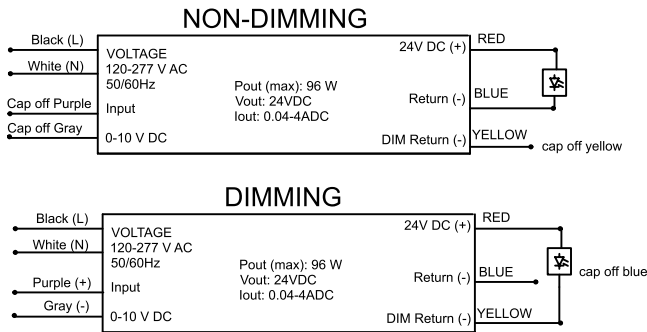 NON-DIMMING
Black (L)
White (N)
Cap off Purple
Cap off Gray
VOLTAGE
120-277 V AC
50/60Hz
Input
0-10 V DC
Pout (max): 96 W
Vout: 24VDC
Iout: 0.04-4ADC
24V DC (+)
Return (-)
DIM Return (-)
RED
BLUE
YELLOW
cap off yellow
DIMMING
Black (L)
White (N)
Purple (+)
Gray (-)
VOLTAGE
120-277 V AC
50/60Hz
Input
0-10 V DC
Pout (max): 96 W
Vout: 24VDC
Iout: 0.04-4ADC
24V DC (+)
Return (-)
DIM Return (-)
RED
BLUE
YELLOW
cap off blue